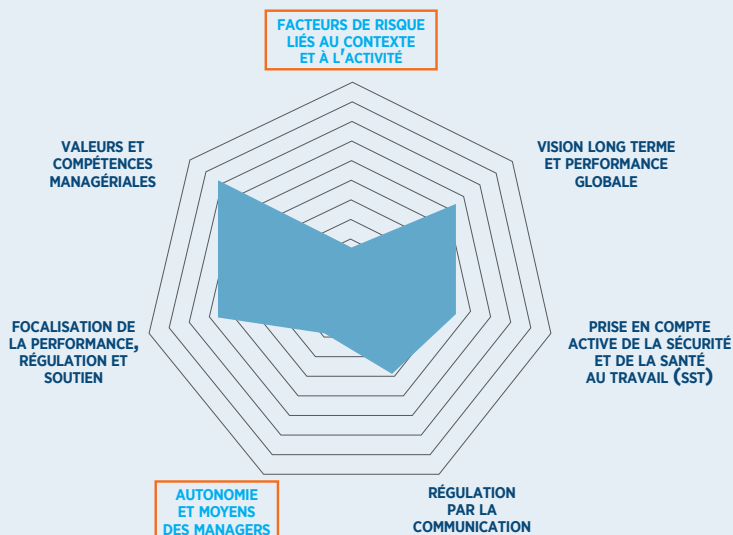 FACTEURS DE RISQUE
LIÉS AU CONTEXTE
ET À L'ACTIVITÉ
VALEURS ET
COMPÉTENCES
MANAGÉRIALES
VISION LONG TERME
ET PERFORMANCE
GLOBALE
FOCALISATION DE
LA PERFORMANCE,
RÉGULATION ET
SOUTIEN
PRISE EN COMPTE
ACTIVE DE LA SÉCURITÉ
ET DE LA SANTÉ
AU TRAVAIL (SST)
AUTONOMIE
ET MOYENS
DES MANAGERS
RÉGULATION
PAR LA
COMMUNICATION